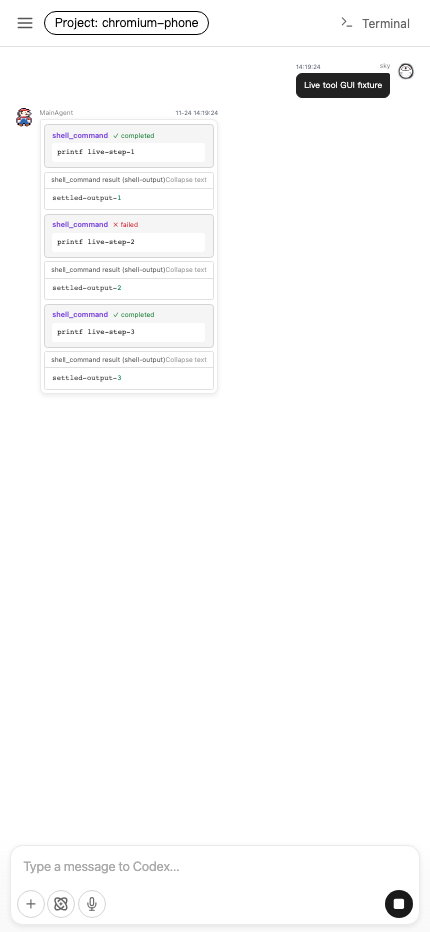 Project: chromium-phone
Terminal
14:19:24 sky
Live tool GUI fixture
MainAgent 11-24 14:19:24
shell_command ✓ completed
printf live-step-1
shell_command result (shell-output) Collapse text
settled-output-1
shell_command ✕ failed
printf live-step-2
shell_command result (shell-output) Collapse text
settled-output-2
shell_command ✓ completed
printf live-step-3
shell_command result (shell-output) Collapse text
settled-output-3
Type a message to Codex...